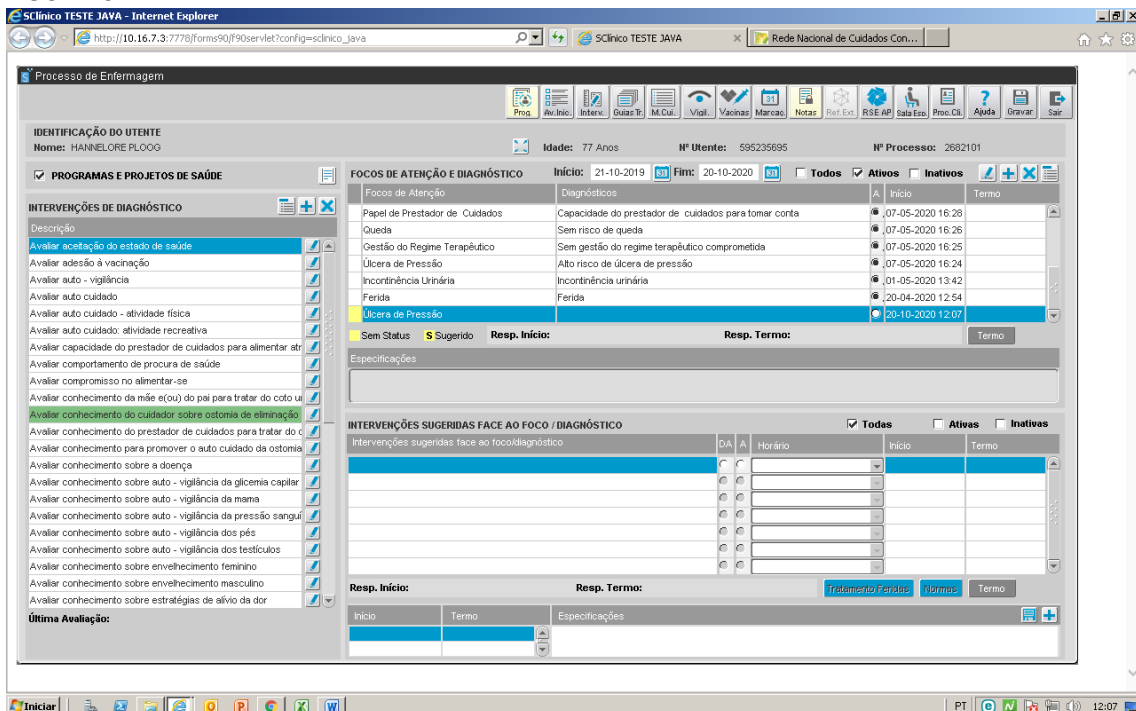 SClínico TESTE JAVA - Internet Explorer
http://10.16.7.3:7778/forms90/f90servlet?config=sclinico_java
SClínico TESTE JAVA
Rede Nacional de Cuidados Con...
Processo de Enfermagem
Prog. Av.Inic. Interv. Guias Tr. M.Cui. Vigil. Vacinas Marcac. Notas Ref.Ext. RSE AP Sala Esp. Proc.Cli. Ajuda Gravar Sair
IDENTIFICAÇÃO DO UTENTE
Nome: HANNELORE PLOOG Idade: 77 Anos Nº Utente: 595235695 Nº Processo: 2682101
PROGRAMAS E PROJETOS DE SAÚDE
INTERVENÇÕES DE DIAGNÓSTICO
Descrição
Avaliar aceitação do estado de saúde
Avaliar adesão à vacinação
Avaliar auto - vigilância
Avaliar auto cuidado
Avaliar auto cuidado - atividade física
Avaliar auto cuidado: atividade recreativa
Avaliar capacidade do prestador de cuidados para alimentar atr
Avaliar comportamento de procura de saúde
Avaliar compromisso no alimentar-se
Avaliar conhecimento da mãe e(ou) do pai para tratar do coto u
Avaliar conhecimento do cuidador sobre ostomia de eliminação
Avaliar conhecimento do prestador de cuidados para tratar do c
Avaliar conhecimento para promover o auto cuidado da ostomia
Avaliar conhecimento sobre a doença
Avaliar conhecimento sobre auto - vigilância da glicemia capilar
Avaliar conhecimento sobre auto - vigilância da mama
Avaliar conhecimento sobre auto - vigilância da pressão sanguí
Avaliar conhecimento sobre auto - vigilância dos pés
Avaliar conhecimento sobre auto - vigilância dos testículos
Avaliar conhecimento sobre envelhecimento feminino
Avaliar conhecimento sobre envelhecimento masculino
Avaliar conhecimento sobre estratégias de alívio da dor
Última Avaliação:
FOCOS DE ATENÇÃO E DIAGNÓSTICO Início: 21-10-2019 31 Fim: 20-10-2020 31 Todos Ativos Inativos
Focos de Atenção Diagnósticos A Início Termo
Papel de Prestador de Cuidados Capacidade do prestador de cuidados para tomar conta 07-05-2020 16:28
Queda Sem risco de queda 07-05-2020 16:26
Gestão do Regime Terapêutico Sem gestão do regime terapêutico comprometida 07-05-2020 16:25
Úlcera de Pressão Alto risco de úlcera de pressão 07-05-2020 16:24
Incontinência Urinária Incontinência urinária 01-05-2020 13:42
Ferida Ferida 20-04-2020 12:54
Úlcera de Pressão 20-10-2020 12:07
Sem Status S Sugerido Resp. Início: Resp. Termo: Termo
Especificações
INTERVENÇÕES SUGERIDAS FACE AO FOCO / DIAGNÓSTICO Todas Ativas Inativas
Intervenções sugeridas face ao foco/diagnóstico DA A Horário Início Termo
Resp. Início: Resp. Termo: Tratamento Feridas Normas Termo
Início Termo Especificações
Iniciar PT 12:07